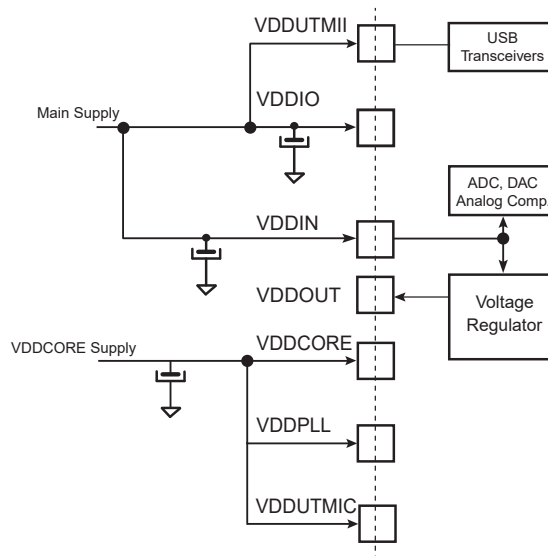 VDDUTMII
USB
Transceivers
Main Supply
VDDIO
ADC, DAC
Analog Comp.
VDDIN
VDDOUT
Voltage
Regulator
VDDCORE Supply
VDDCORE
VDDPLL
VDDUTMIC